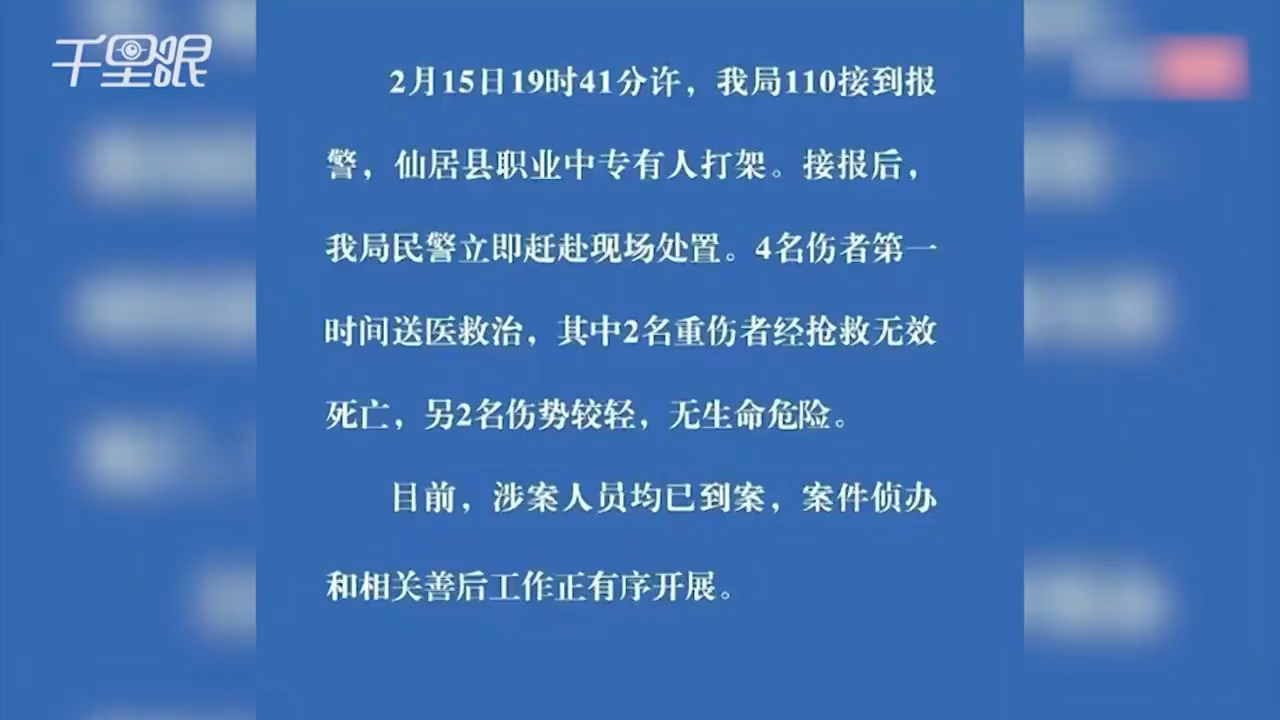 千里眼
2月15日19时41分许，我局110接到报
警，仙居县职业中专有人打架。接报后，
我局民警立即赶赴现场处置。4名伤者第一
时间送医救治，其中2名重伤者经抢救无效
死亡，另2名伤势较轻，无生命危险。
目前，涉案人员均已到案，案件侦办
和相关善后工作正有序开展。